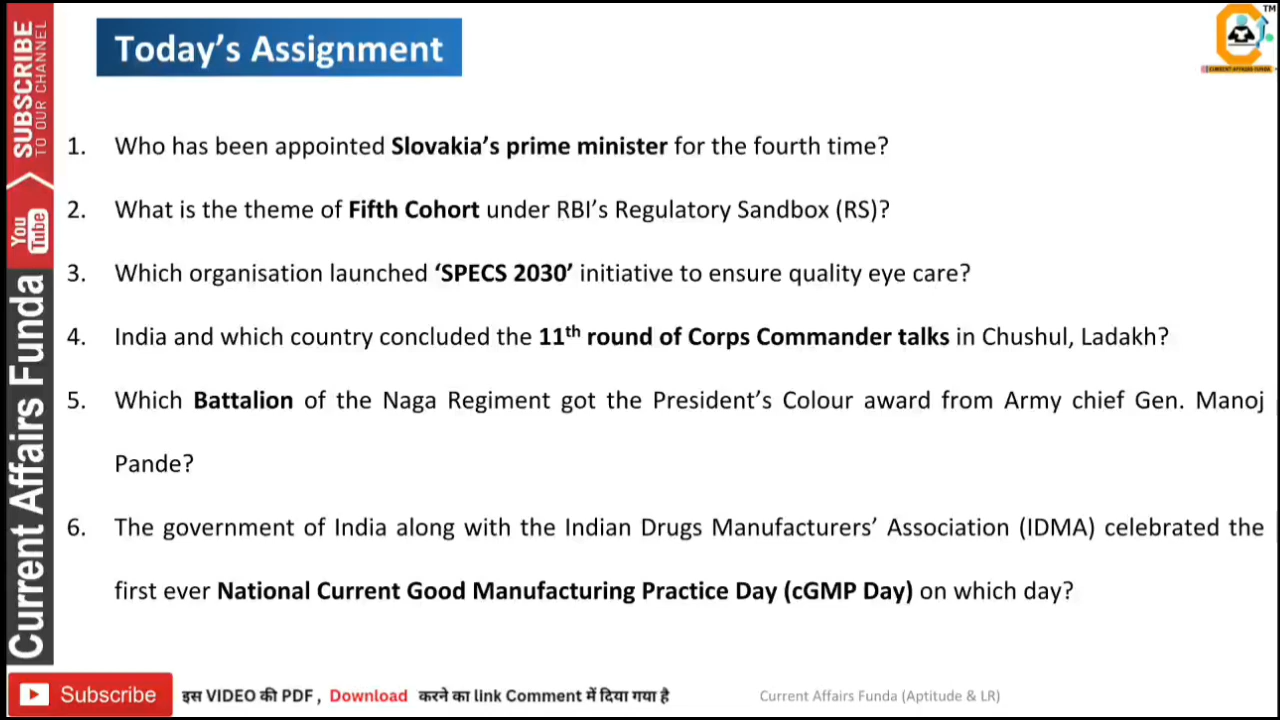 Today's Assignment
1. Who has been appointed Slovakia's prime minister for the fourth time?
2. What is the theme of Fifth Cohort under RBI's Regulatory Sandbox (RS)?
3. Which organisation launched ‘SPECS 2030’ initiative to ensure quality eye care?
4. India and which country concluded the 11th round of Corps Commander talks in Chushul, Ladakh?
5. Which Battalion of the Naga Regiment got the President's Colour award from Army chief Gen. Manoj
Pande?
6. The government of India along with the Indian Drugs Manufacturers’ Association (IDMA) celebrated the
first ever National Current Good Manufacturing Practice Day (cGMP Day) on which day?
SUBSCRIBE
TO OUR CHANNEL
You
Tube
Current Affairs Funda
TM
CURRENT AFFAIRS FUNDA
Subscribe
इस VIDEO की PDF , Download करने का link Comment में दिया गया है
Current Affairs Funda (Aptitude & LR)